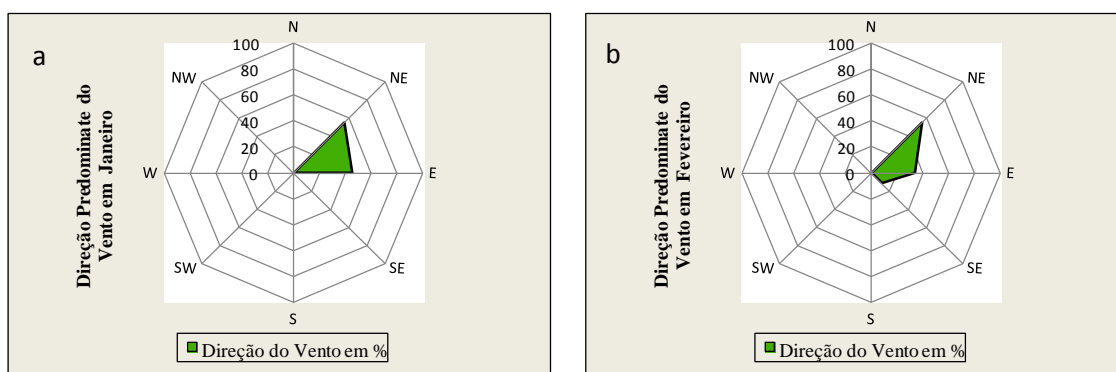 a
Direção Predominate do
Vento em Janeiro
N
NE
E
SE
S
SW
W
NW
100
80
60
40
20
0
Direção do Vento em %
b
Direção Predominate do
Vento em Fevereiro
N
NE
E
SE
S
SW
W
NW
100
80
60
40
20
0
Direção do Vento em %